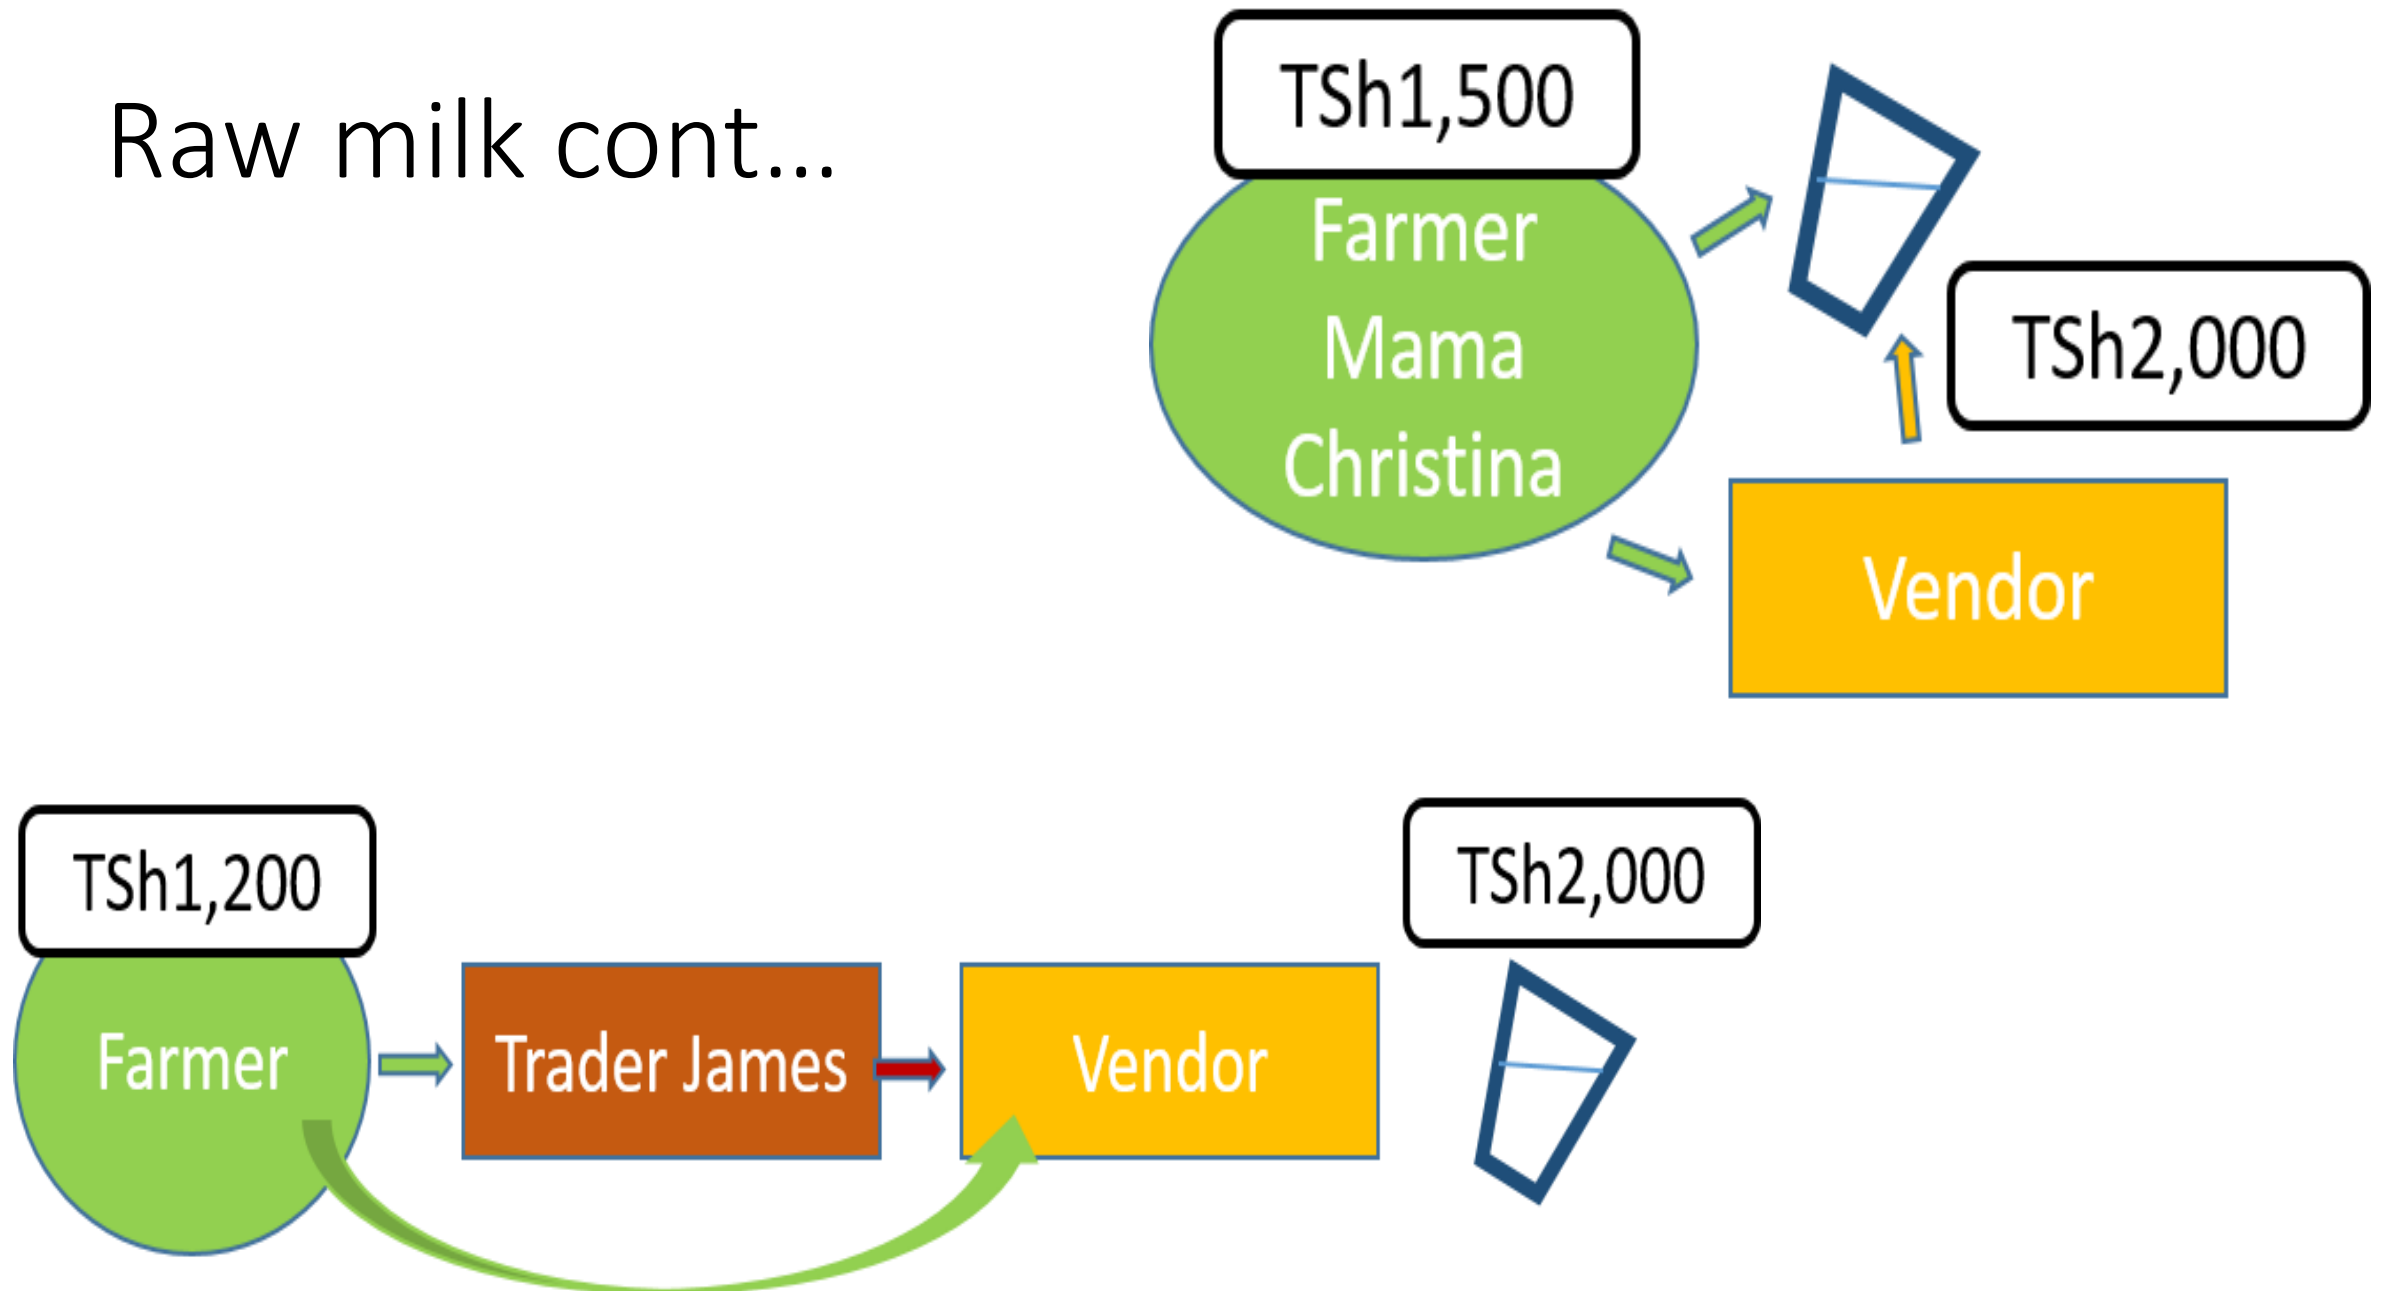 Raw milk cont...
TSh1,500
Farmer
Mama
Christina
TSh2,000
Vendor
TSh1,200
Farmer
Trader James
Vendor
TSh2,000